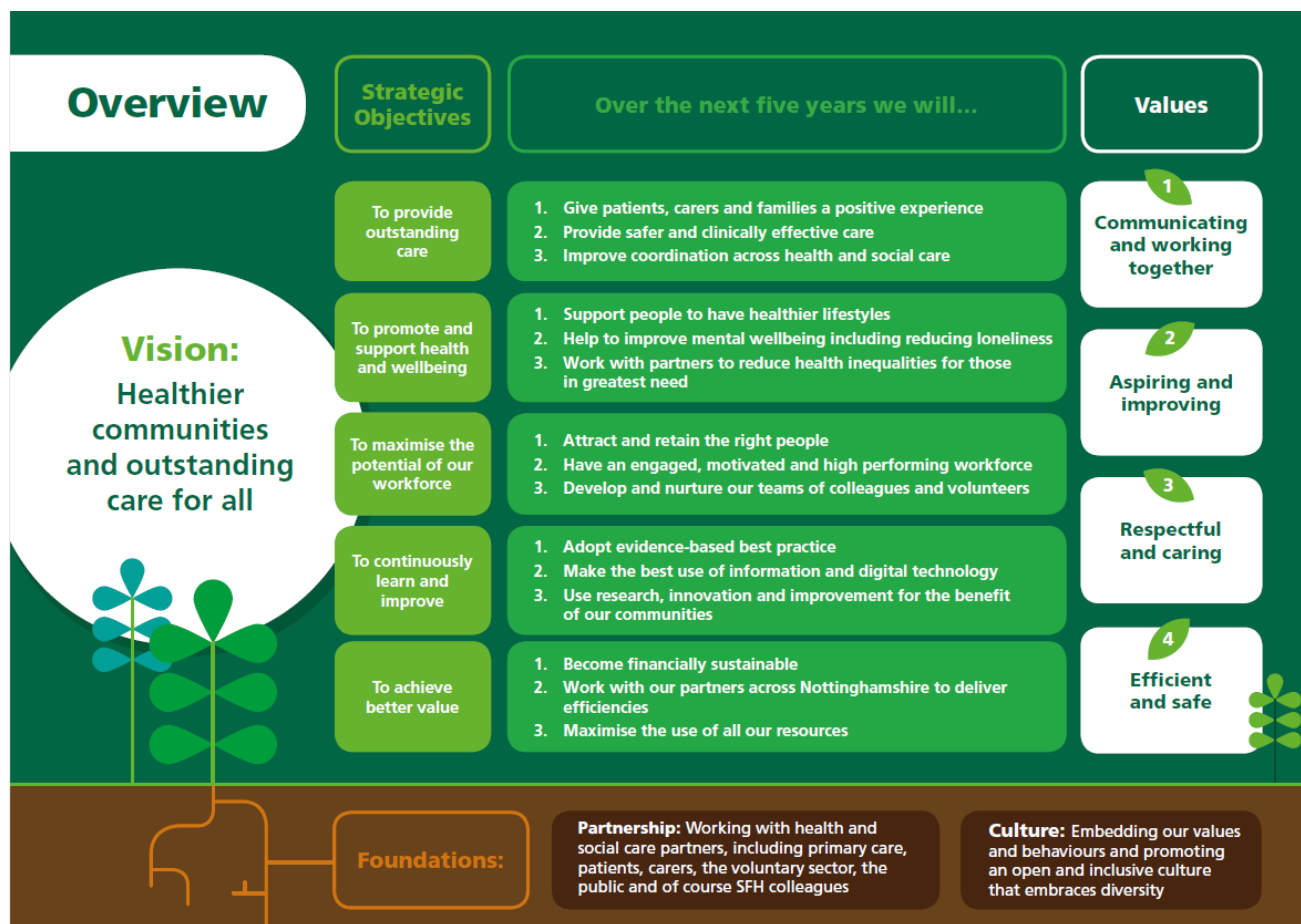 Overview
Strategic
Objectives
Over the next five years we will...
Values
Vision:
Healthier
communities
and outstanding
care for all
To provide
outstanding
care
1. Give patients, carers and families a positive experience
2. Provide safer and clinically effective care
3. Improve coordination across health and social care
To promote and
support health
and wellbeing
1. Support people to have healthier lifestyles
2. Help to improve mental wellbeing including reducing loneliness
3. Work with partners to reduce health inequalities for those
in greatest need
To maximise the
potential of our
workforce
1. Attract and retain the right people
2. Have an engaged, motivated and high performing workforce
3. Develop and nurture our teams of colleagues and volunteers
To continuously
learn and
improve
1. Adopt evidence-based best practice
2. Make the best use of information and digital technology
3. Use research, innovation and improvement for the benefit
of our communities
To achieve
better value
1. Become financially sustainable
2. Work with our partners across Nottinghamshire to deliver
efficiencies
3. Maximise the use of all our resources
1
Communicating
and working
together
2
Aspiring and
improving
3
Respectful
and caring
4
Efficient
and safe
Foundations:
Partnership: Working with health and
social care partners, including primary care,
patients, carers, the voluntary sector, the
public and of course SFH colleagues
Culture: Embedding our values
and behaviours and promoting
an open and inclusive culture
that embraces diversity